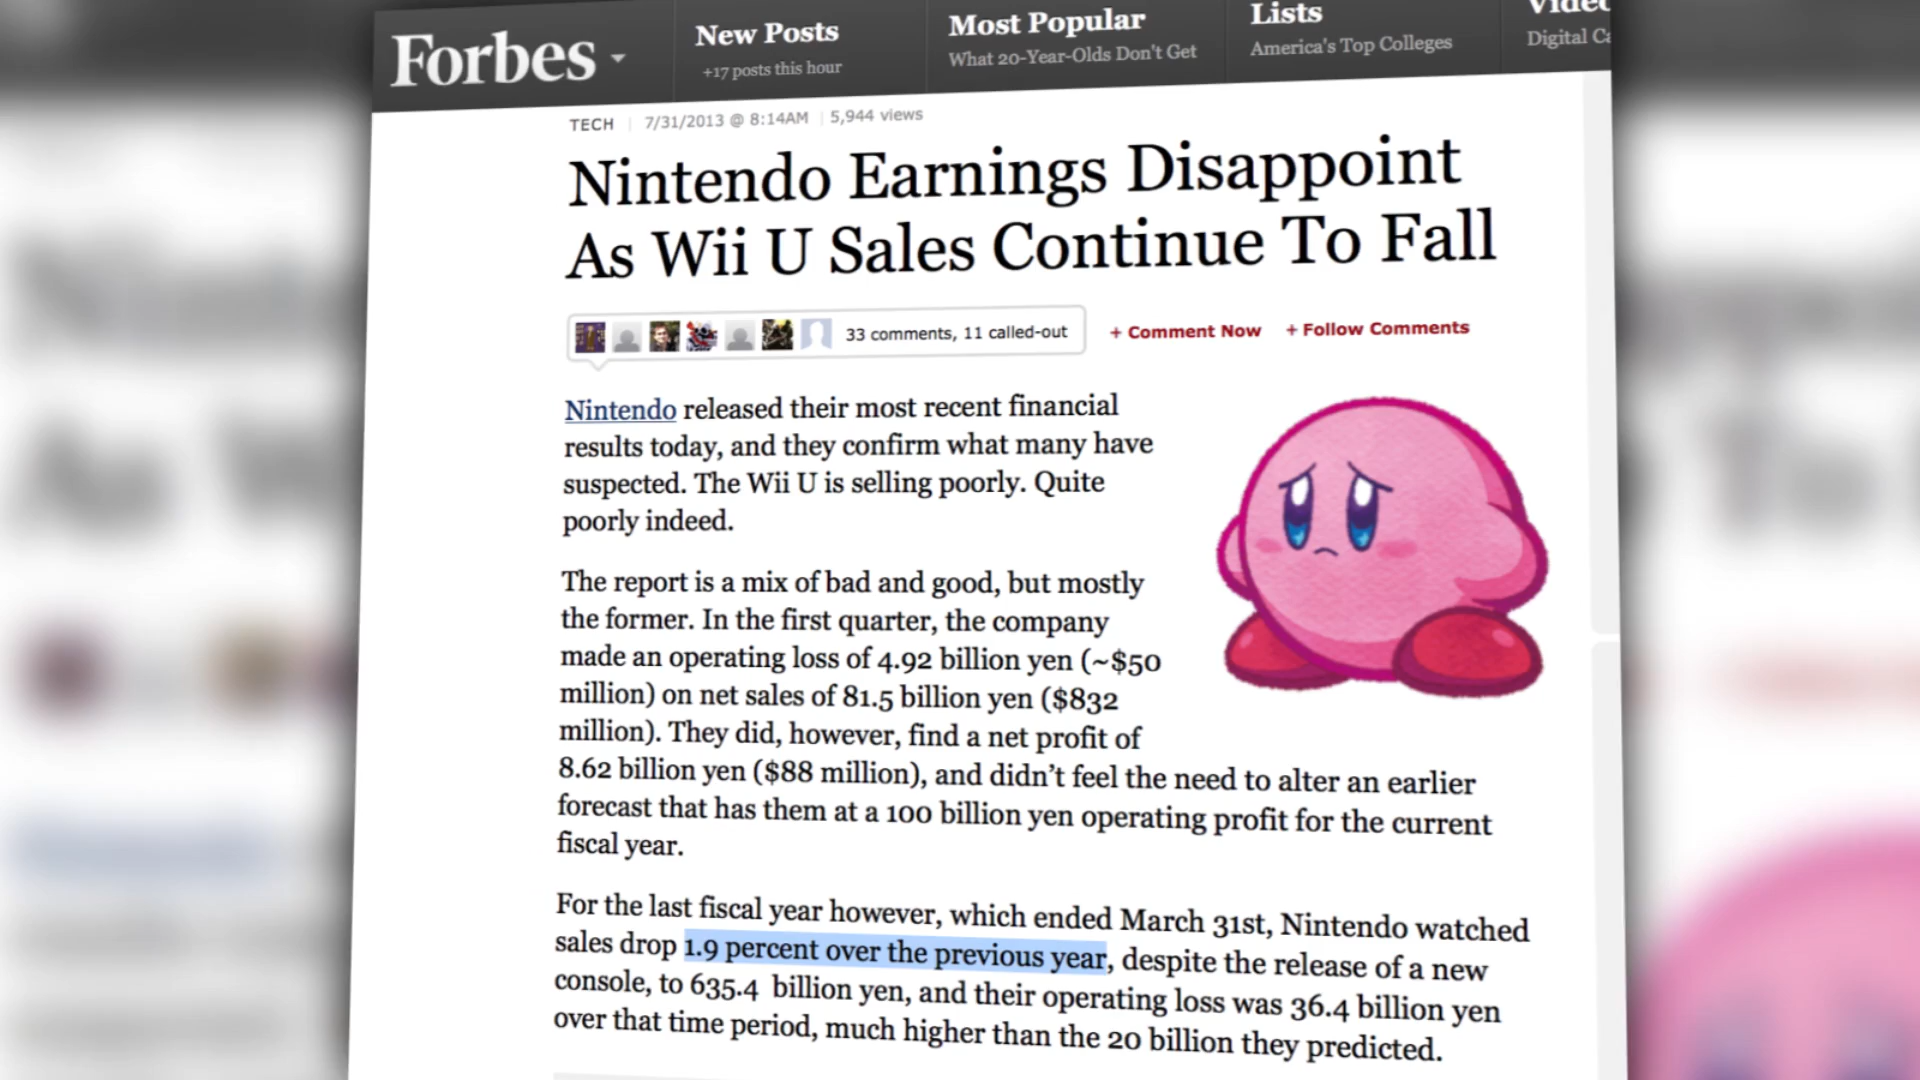 Forbes
New Posts
+17 posts this hour
Most Popular
What 20-Year-Olds Don't Get
Lists
America's Top Colleges
Digital
TECH | 7/31/2013 @ 8:14AM | 5,944 views
Nintendo Earnings Disappoint
As Wii U Sales Continue To Fall
33 comments, 11 called-out
+ Comment Now
+ Follow Comments
Nintendo released their most recent financial
results today, and they confirm what many have
suspected. The Wii U is selling poorly. Quite
poorly indeed.
The report is a mix of bad and good, but mostly
the former. In the first quarter, the company
made an operating loss of 4.92 billion yen (~$50
million) on net sales of 81.5 billion yen ($832
million). They did, however, find a net profit of
8.62 billion yen ($88 million), and didn’t feel the need to alter an earlier
forecast that has them at a 100 billion yen operating profit for the current
fiscal year.
For the last fiscal year however, which ended March 31st, Nintendo watched
sales drop 1.9 percent over the previous year, despite the release of a new
console, to 635.4 billion yen, and their operating loss was 36.4 billion yen
over that time period, much higher than the 20 billion they predicted.